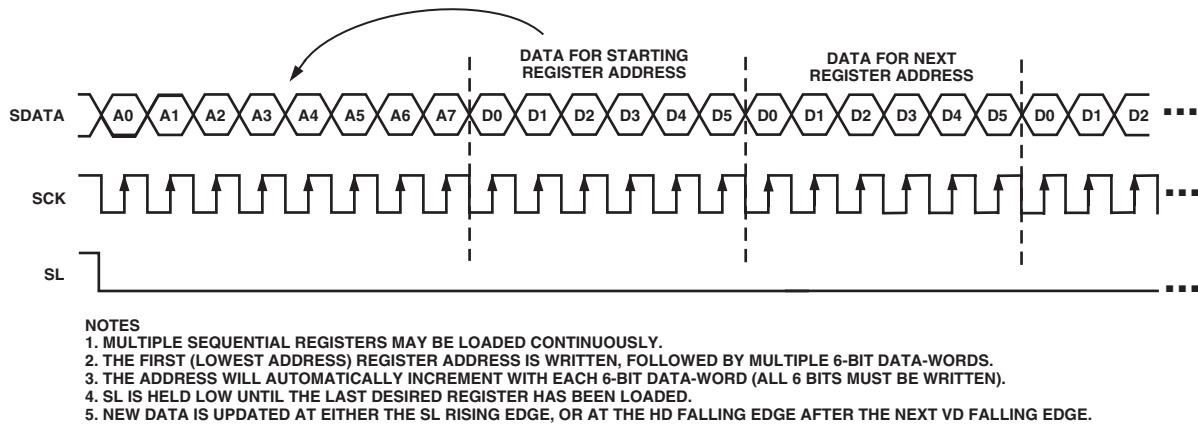 DATA FOR STARTING
REGISTER ADDRESS
DATA FOR NEXT
REGISTER ADDRESS
SDATA A0 A1 A2 A3 A4 A5 A6 A7 D0 D1 D2 D3 D4 D5 D0 D1 D2 D3 D4 D5 D0 D1 D2
SCK
SL
NOTES
1. MULTIPLE SEQUENTIAL REGISTERS MAY BE LOADED CONTINUOUSLY.
2. THE FIRST (LOWEST ADDRESS) REGISTER ADDRESS IS WRITTEN, FOLLOWED BY MULTIPLE 6-BIT DATA-WORDS.
3. THE ADDRESS WILL AUTOMATICALLY INCREMENT WITH EACH 6-BIT DATA-WORD (ALL 6 BITS MUST BE WRITTEN).
4. SL IS HELD LOW UNTIL THE LAST DESIRED REGISTER HAS BEEN LOADED.
5. NEW DATA IS UPDATED AT EITHER THE SL RISING EDGE, OR AT THE HD FALLING EDGE AFTER THE NEXT VD FALLING EDGE.